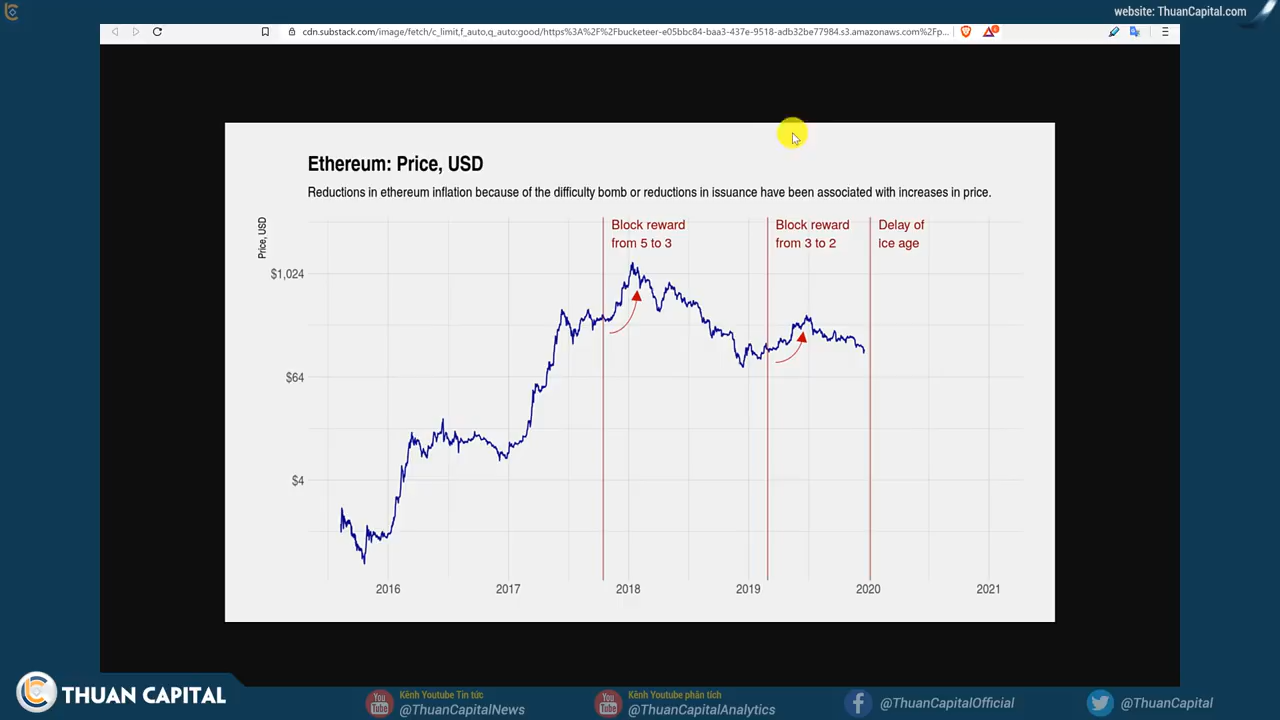 website: ThuanCapital.com
cdn.substack.com/image/fetch/c_limit,f_auto,q_auto:good/https%3A%2F%2Fbucketeer-e05bbc84-baa3-437e-9518-adb32be77984.s3.amazonaws.com%2Fp...
Ethereum: Price, USD
Reductions in ethereum inflation because of the difficulty bomb or reductions in issuance have been associated with increases in price.
Price, USD
Block reward
from 5 to 3
Block reward
from 3 to 2
Delay of
ice age
$1,024
$64
$4
2016 2017 2018 2019 2020 2021
THUAN CAPITAL
You Tube
Kênh Youtube Tin tức
@ThuanCapitalNews
You Tube
Kênh Youtube phân tích
@ThuanCapitalAnalytics
@ThuanCapitalOfficial
@ThuanCapital